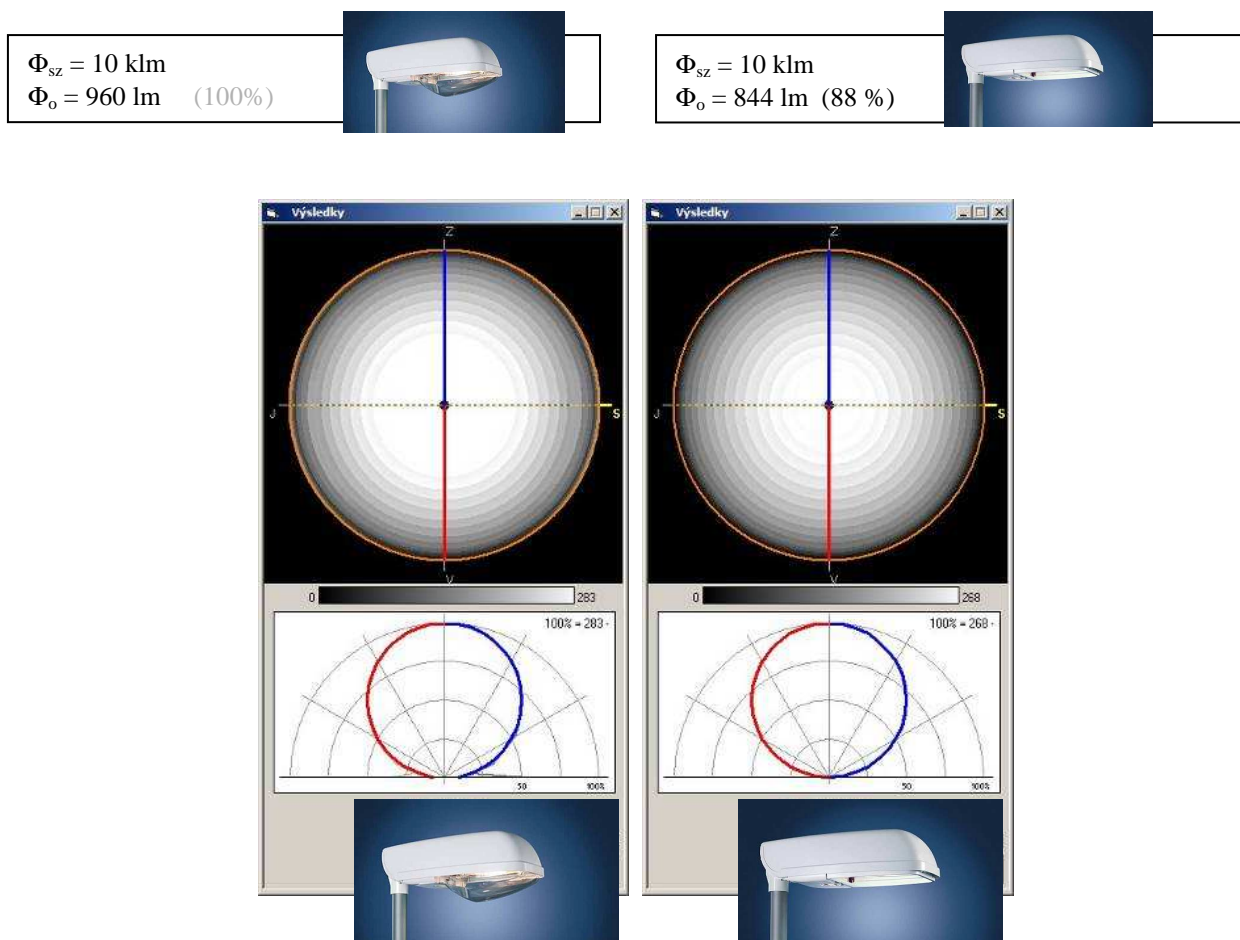 Φsz = 10 klm
Φo = 960 lm (100%)
Φsz = 10 klm
Φo = 844 lm (88 %)
Výsledky
Z
J
S
V
0 283
100% = 283
50 100%
Výsledky
Z
J
S
V
0 268
100% = 268
50 100%